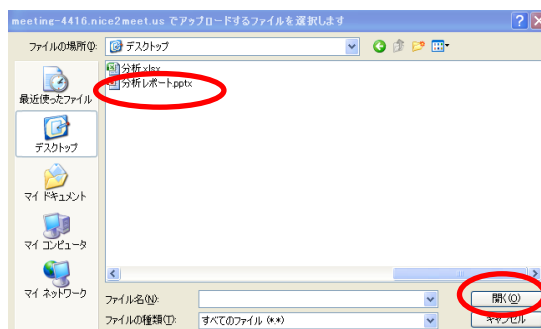 meeting-4416.nice2meet.us でアップロードするファイルを選択します
ファイルの場所(I):
デスクトップ
分析.xlsx
分析レポート.pptx
最近使ったファイル
デスクトップ
マイ ドキュメント
マイ コンピュータ
マイ ネットワーク
ファイル名(N):
開く(O)
ファイルの種類(T):
すべてのファイル (*.*)
キャンセル